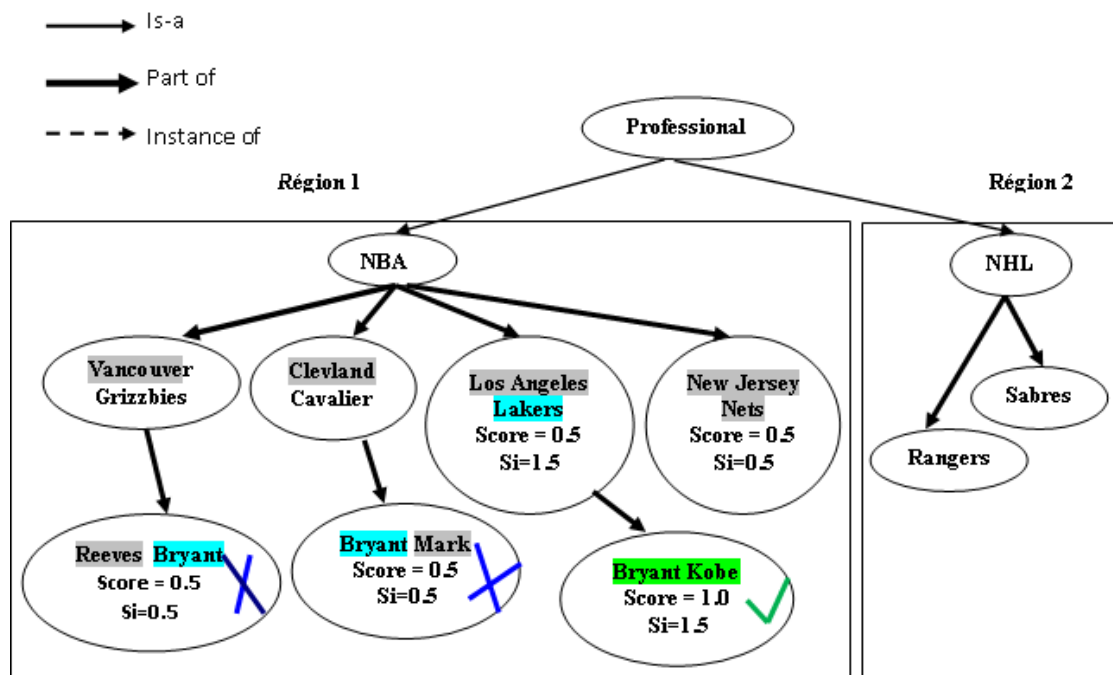 Is-a
Part of
Instance of
Professional
Région 1
Région 2
NBA
NHL
Vancouver
Grizzbies
Clevland
Cavalier
Los Angeles
Lakers
Score = 0.5
Si=1.5
New Jersey
Nets
Score = 0.5
Si=0.5
Sabres
Rangers
Reeves Bryant
Score = 0.5
Si=0.5
Bryant Mark
Score = 0.5
Si=0.5
Bryant Kobe
Score = 1.0
Si=1.5